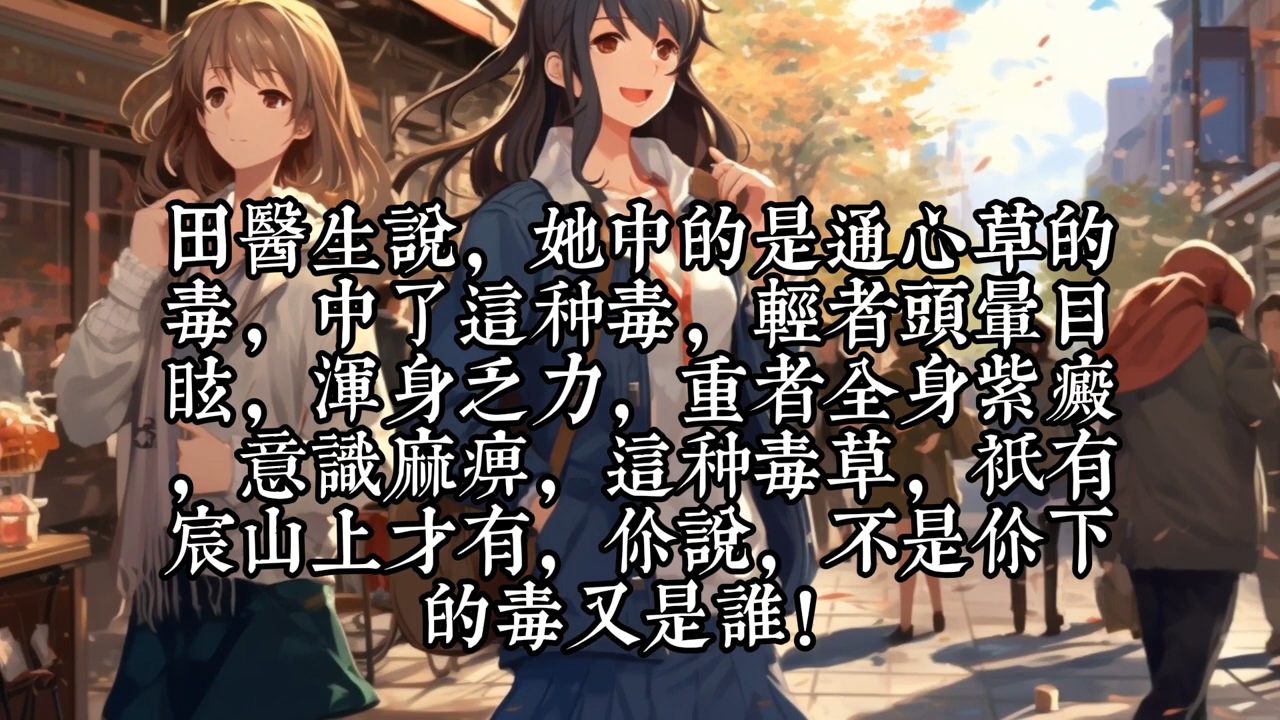 田醫生說，她中的是通心草的
毒，中了這种毒，輕者頭暈目
眩，渾身乏力，重者全身紫癜
，意識麻痹，這种毒草，衹有
宸山上才有，伱說，不是伱下
的毒又是誰！